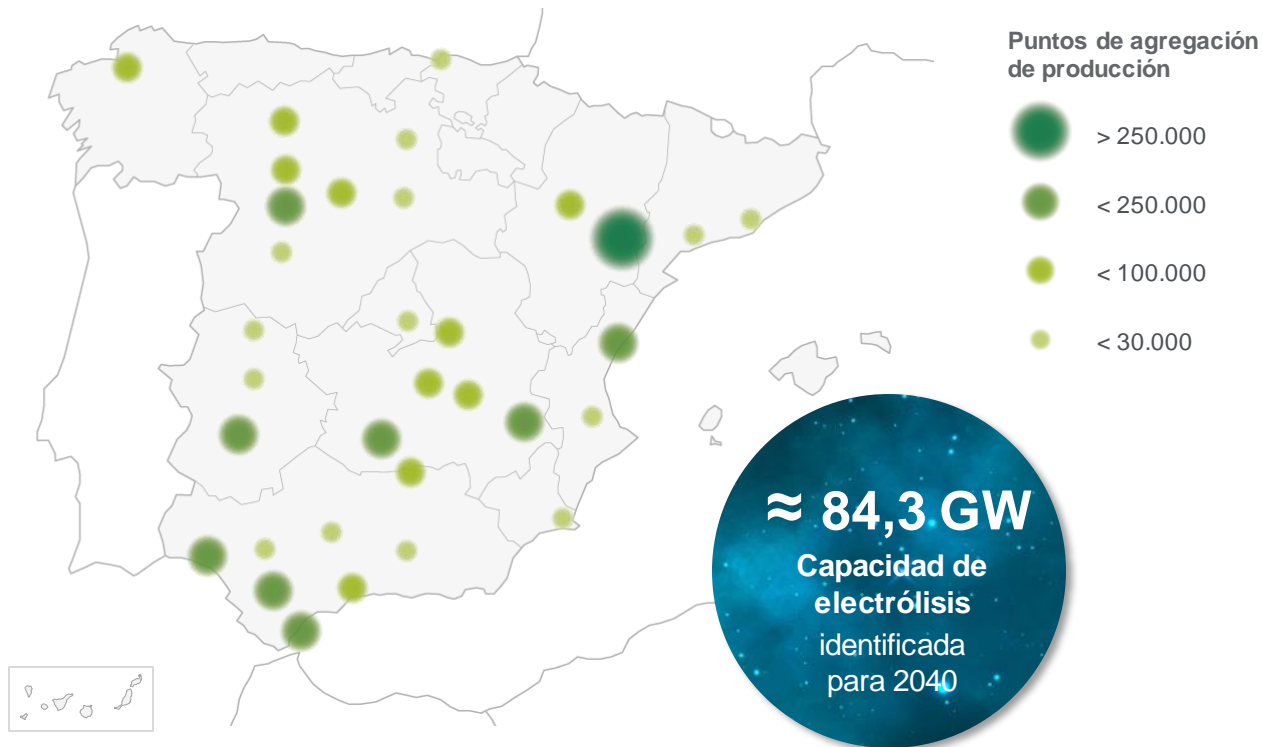 Puntos de agregación
de producción
> 250.000
< 250.000
< 100.000
< 30.000
≈ 84,3 GW
Capacidad de
electrólisis
identificada
para 2040